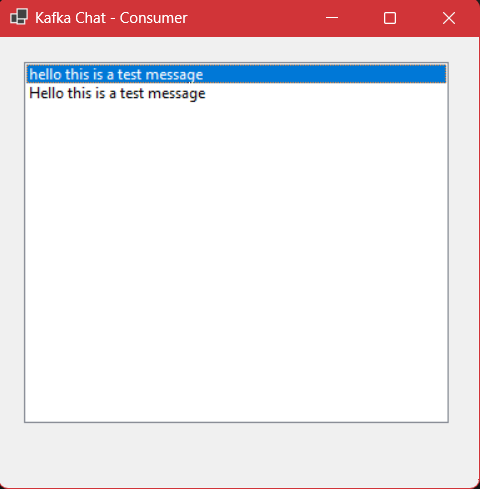 Kafka Chat - Consumer
hello this is a test message
Hello this is a test message